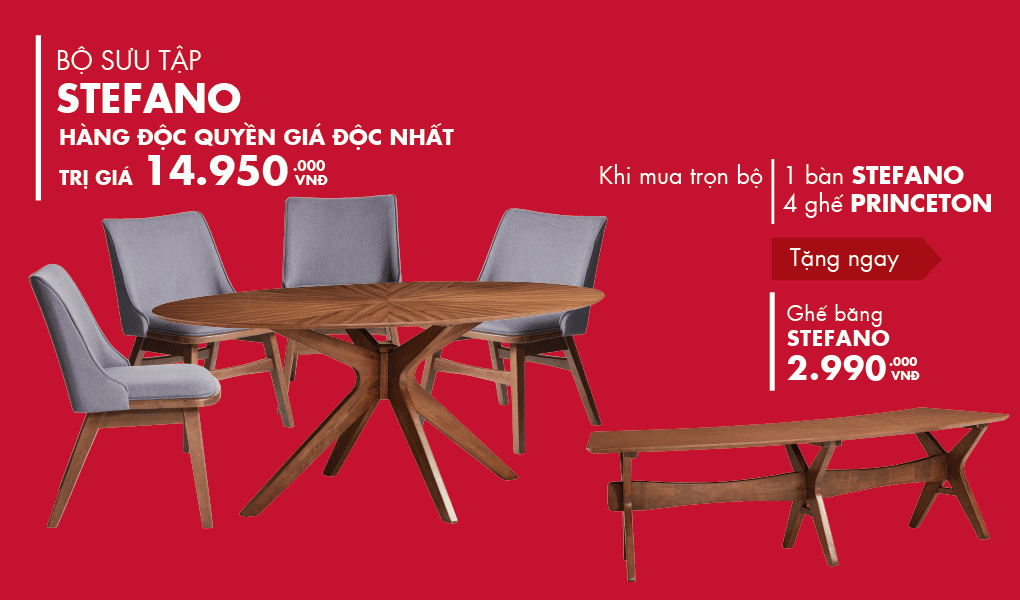 BỘ SƯU TẬP
STEFANO
HÀNG ĐỘC QUYỀN GIÁ ĐỘC NHẤT
TRỊ GIÁ 14.950.000 VNĐ
Khi mua trọn bộ
1 bàn STEFANO
4 ghế PRINCETON
Tặng ngay
Ghế băng
STEFANO
2.990.000 VNĐ